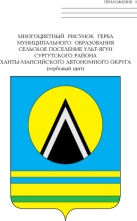 ПРИЛОЖЕНИЕ 1
МНОГОЦВЕТНЫЙ РИСУНОК ГЕРБА
МУНИЦИПАЛЬНОГО ОБРАЗОВАНИЯ
СЕЛЬСКОЕ ПОСЕЛЕНИЕ УЛЬТ-ЯГУН
СУРГУТСКОГО РАЙОНА
ХАНТЫ-МАНСИЙСКОГО АВТОНОМНОГО ОКРУГА
(гербовый щит)